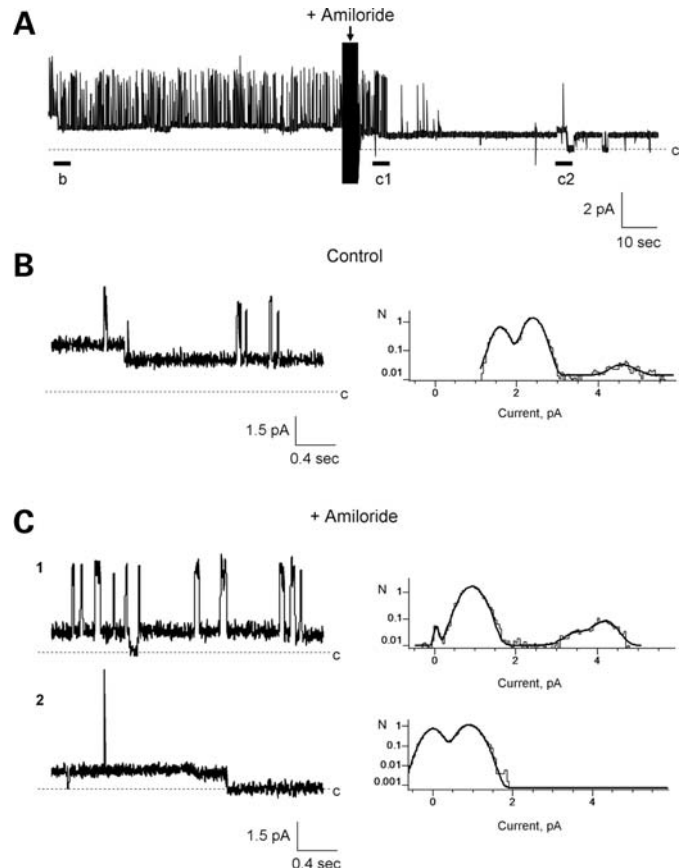 A
+ Amiloride
c
b
c1
c2
2 pA
10 sec
B
Control
c
1.5 pA
0.4 sec
N
1
0.1
0.01
0 2 4
Current, pA
C
+ Amiloride
1
c
N
1
0.1
0.01
0 2 4
Current, pA
2
c
1.5 pA
0.4 sec
N
1
0.1
0.01
0.001
0 2 4
Current, pA